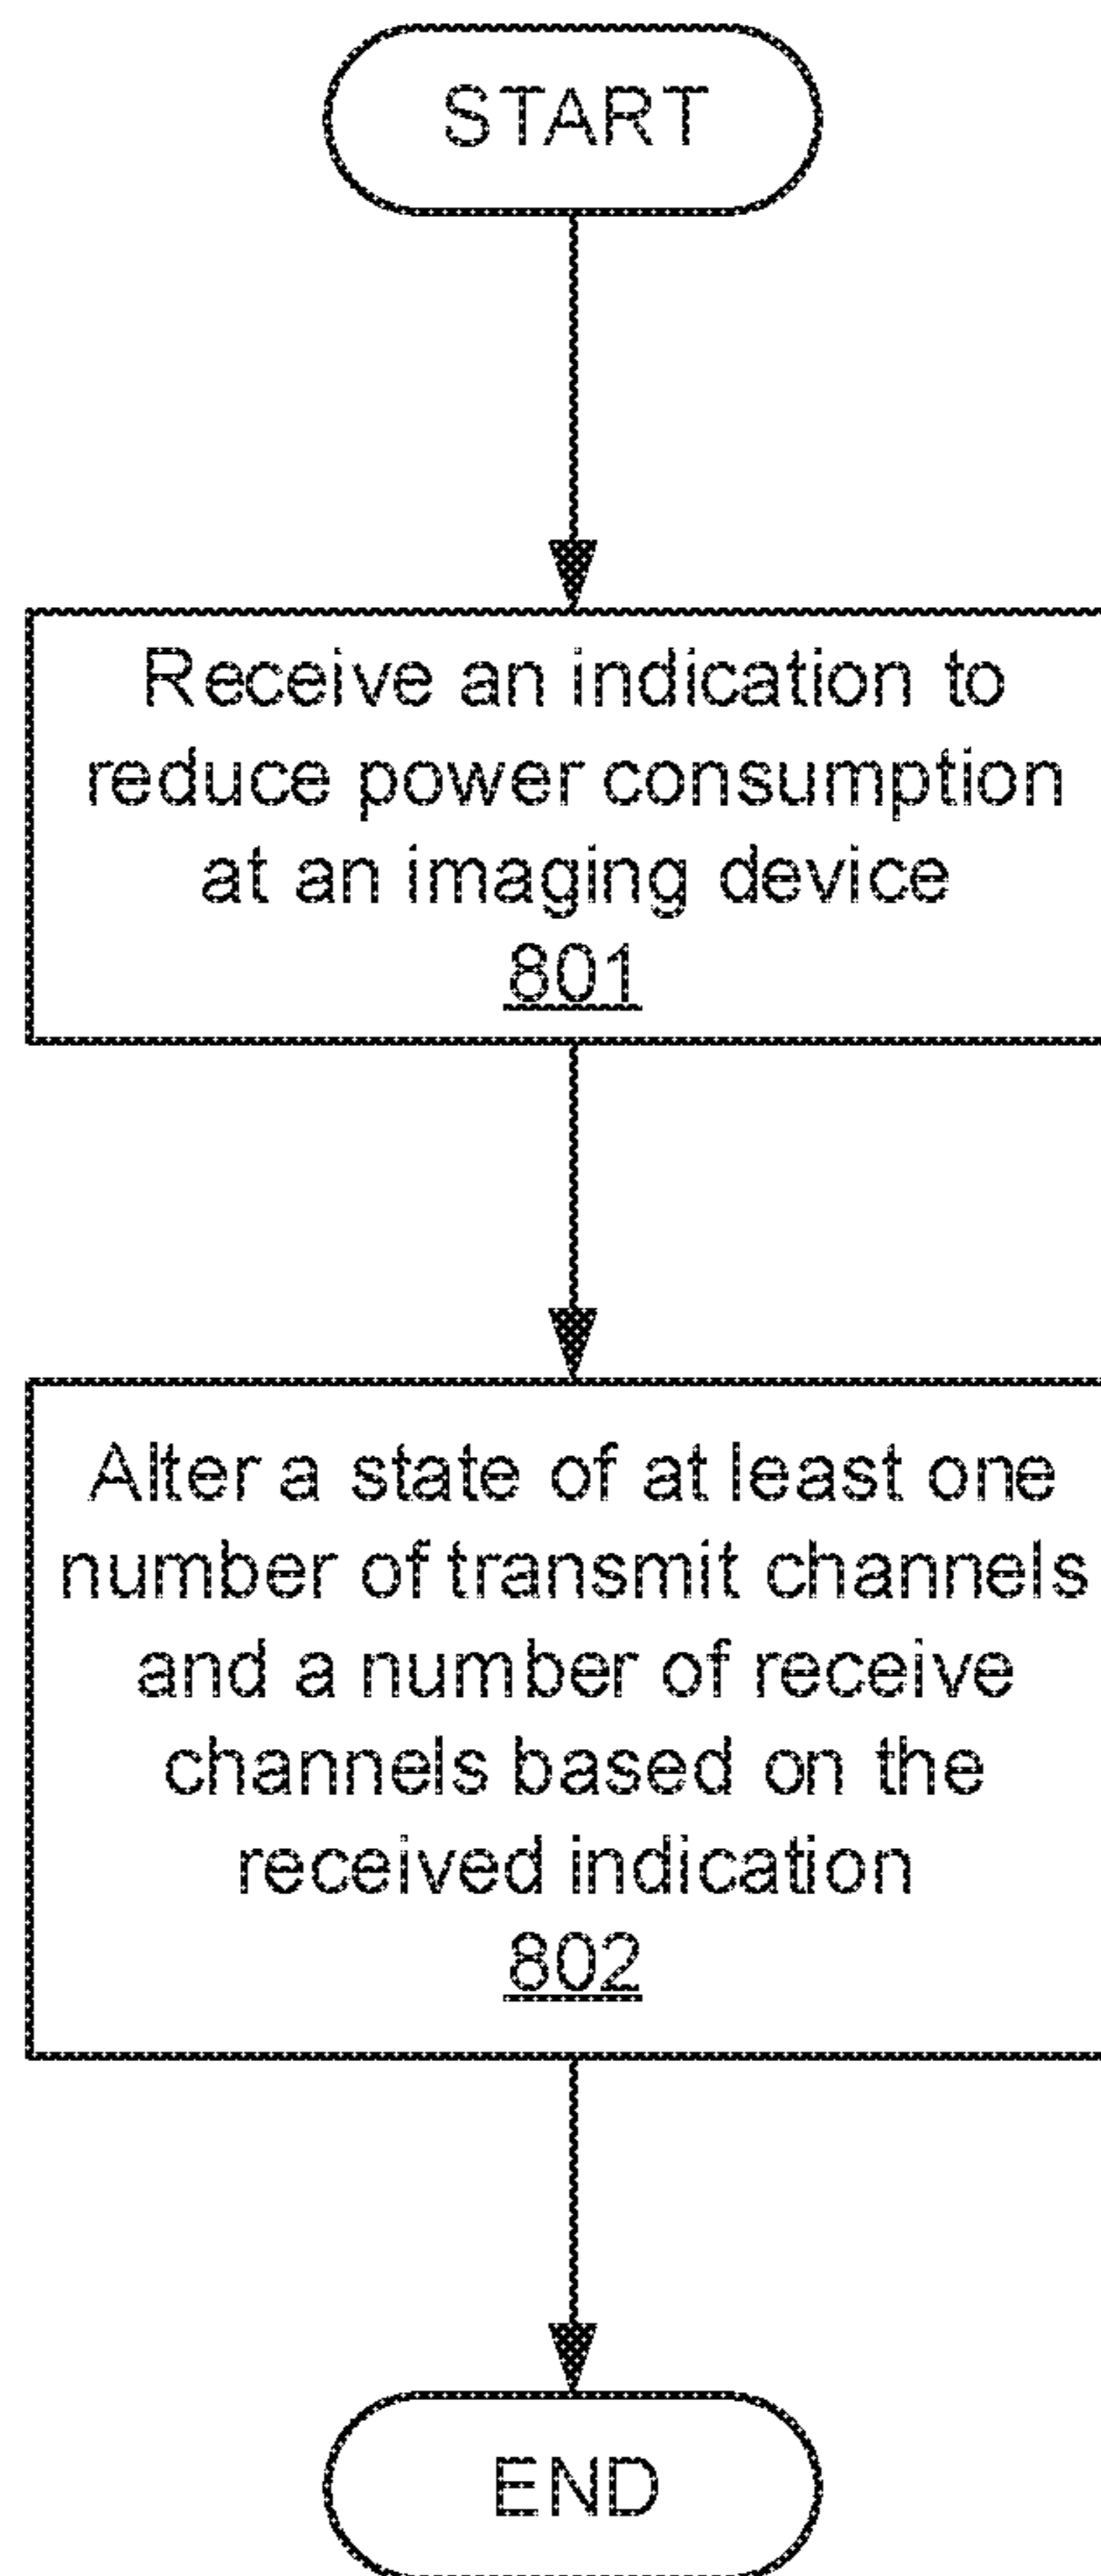 START
Receive an indication to
reduce power consumption
at an imaging device
801
Alter a state of at least one
number of transmit channels
and a number of receive
channels based on the
received indication
802
END